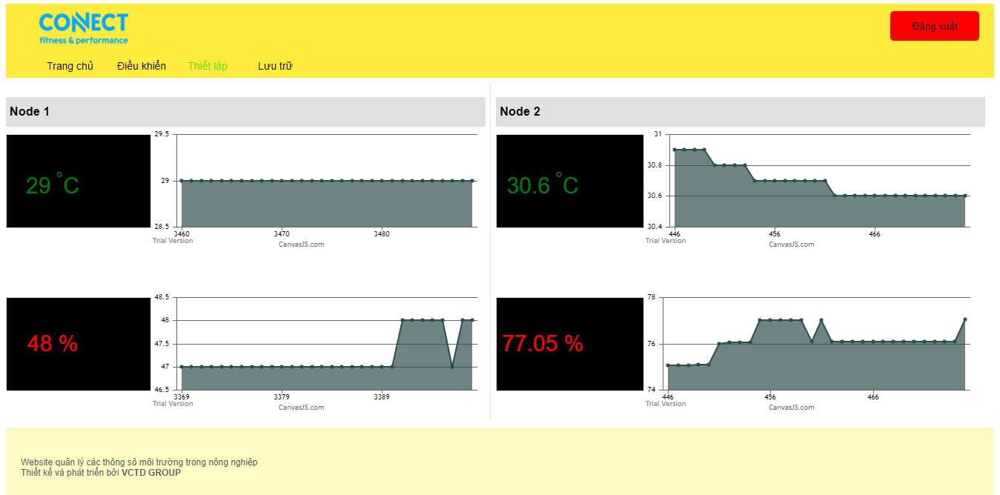 CONNECT
fitness & performance
Đăng xuất
Trang chủ Điều khiển Thiết lập Lưu trữ
Node 1
29 °C
29.5
29
28.5
3460 3470 3480
Trial Version
CanvasJS.com
48 %
48.5
48
47.5
47
46.5
3369 3379 3389
Trial Version
CanvasJS.com
Node 2
30.6 °C
31
30.8
30.6
30.4
446 456 466
Trial Version
CanvasJS.com
77.05 %
78
76
74
446 456 466
Trial Version
CanvasJS.com
Website quản lý các thông số môi trường trong nông nghiệp
Thiết kế và phát triển bởi VCTD GROUP